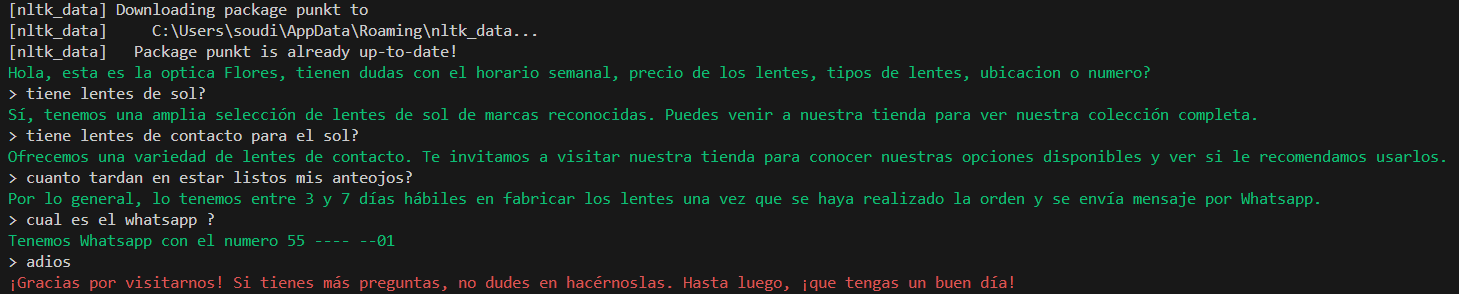 [nltk_data] Downloading package punkt to
[nltk_data]     C:\Users\soudi\AppData\Roaming\nltk_data...
[nltk_data]   Package punkt is already up-to-date!
Hola, esta es la optica Flores, tienen dudas con el horario semanal, precio de los lentes, tipos de lentes, ubicacion o numero?
> tiene lentes de sol?
Sí, tenemos una amplia selección de lentes de sol de marcas reconocidas. Puedes venir a nuestra tienda para ver nuestra colección completa.
> tiene lentes de contacto para el sol?
Ofrecemos una variedad de lentes de contacto. Te invitamos a visitar nuestra tienda para conocer nuestras opciones disponibles y ver si le recomendamos usarlos.
> cuanto tardan en estar listos mis anteojos?
Por lo general, lo tenemos entre 3 y 7 días hábiles en fabricar los lentes una vez que se haya realizado la orden y se envía mensaje por Whatsapp.
> cual es el whatsapp ?
Tenemos Whatsapp con el numero 55 ---- --01
> adios
¡Gracias por visitarnos! Si tienes más preguntas, no dudes en hacérnoslas. Hasta luego, ¡que tengas un buen día!